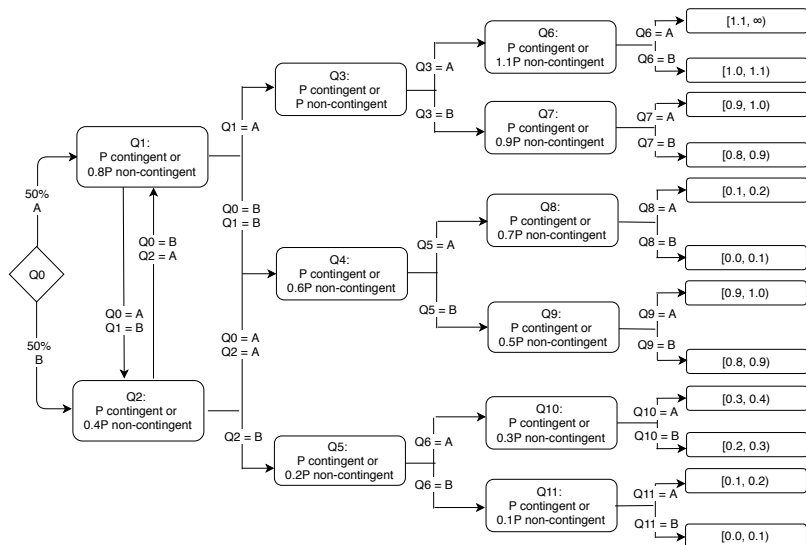 Q0
50%
A
50%
B
Q1:
P contingent or
0.8P non-contingent
Q0 = B
Q2 = A
Q0 = A
Q1 = B
Q2:
P contingent or
0.4P non-contingent
Q1 = A
Q0 = B
Q1 = B
Q0 = A
Q2 = A
Q2 = B
Q3:
P contingent or
P non-contingent
Q3 = A
Q3 = B
Q4:
P contingent or
0.6P non-contingent
Q5 = A
Q5 = B
Q5:
P contingent or
0.2P non-contingent
Q6 = A
Q6 = B
Q6:
P contingent or
1.1P non-contingent
Q6 = A
Q6 = B
[1.1, ∞)
[1.0, 1.1)
Q7:
P contingent or
0.9P non-contingent
Q7 = A
Q7 = B
[0.9, 1.0)
[0.8, 0.9)
Q8:
P contingent or
0.7P non-contingent
Q8 = A
Q8 = B
[0.1, 0.2)
[0.0, 0.1)
Q9:
P contingent or
0.5P non-contingent
Q9 = A
Q9 = B
[0.9, 1.0)
[0.8, 0.9)
Q10:
P contingent or
0.3P non-contingent
Q10 = A
Q10 = B
[0.3, 0.4)
[0.2, 0.3)
Q11:
P contingent or
0.1P non-contingent
Q11 = A
Q11 = B
[0.1, 0.2)
[0.0, 0.1)